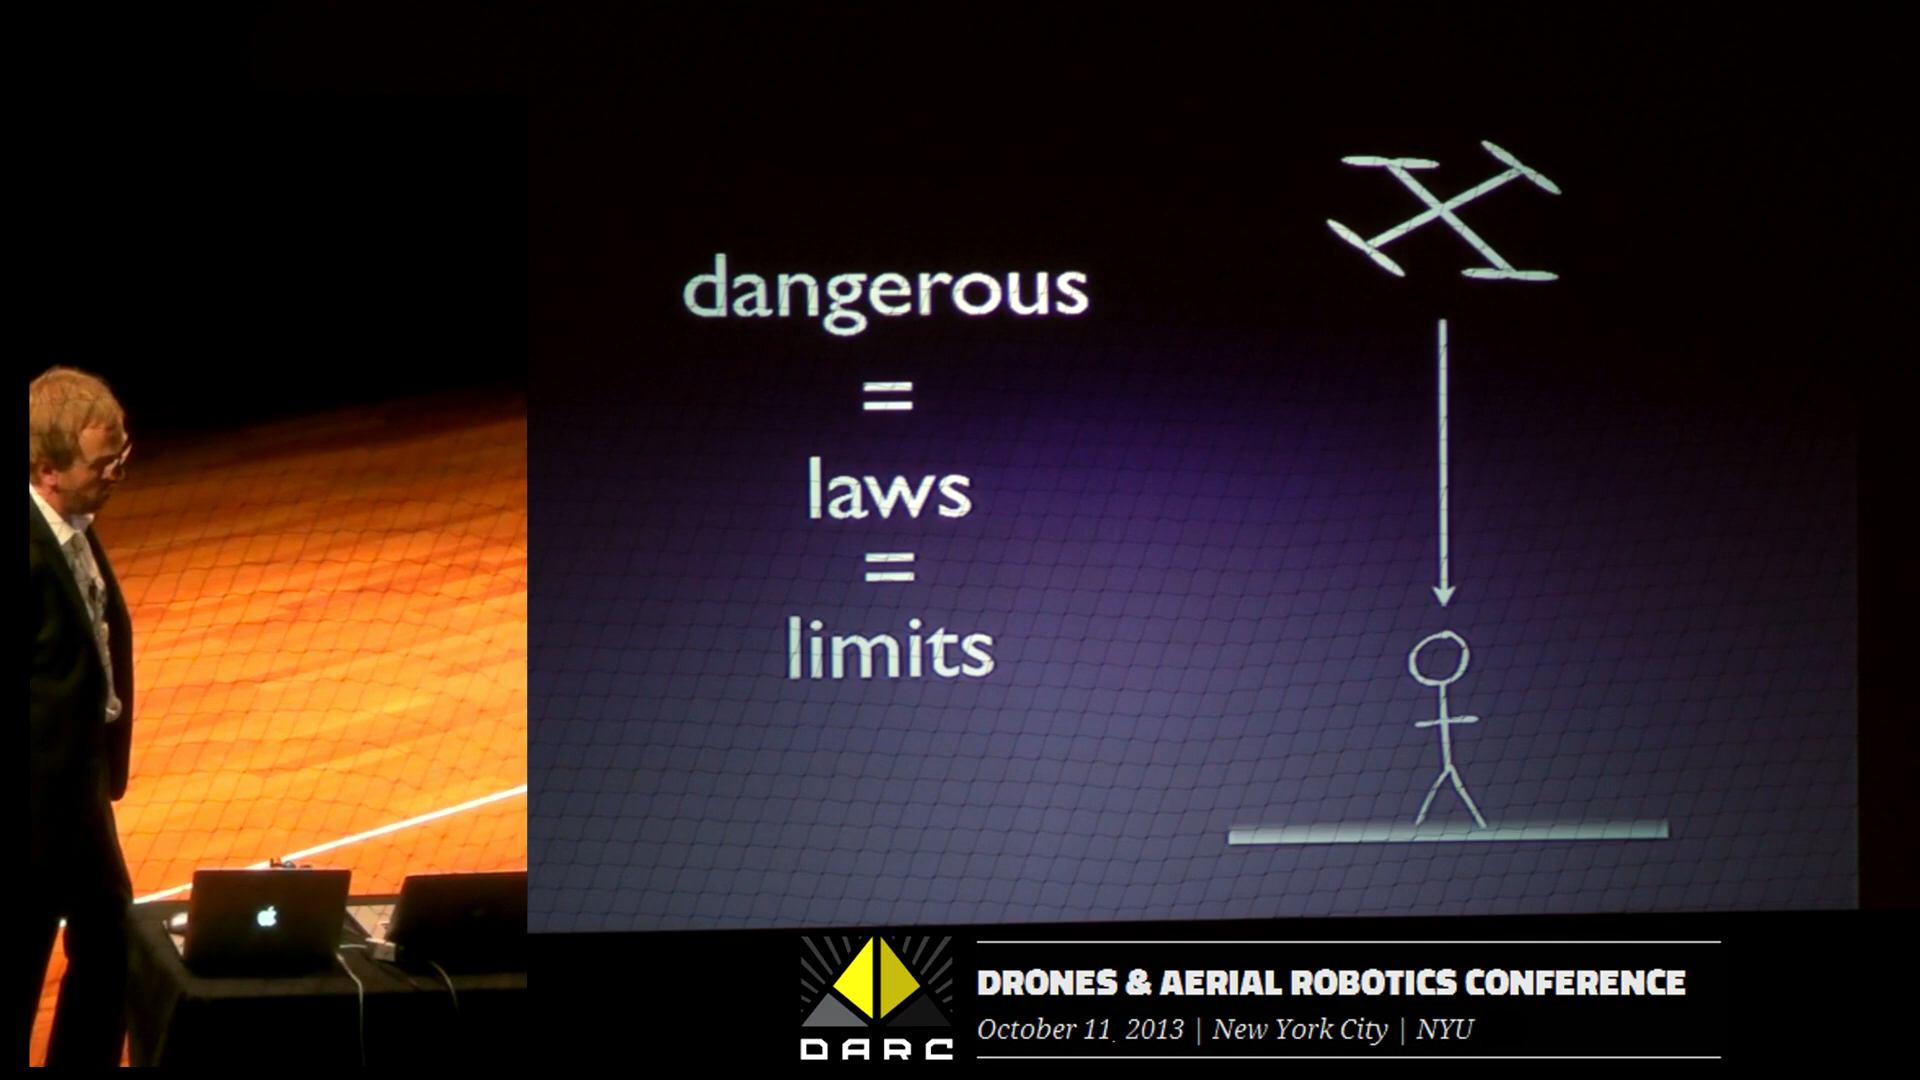 dangerous
=
laws
=
limits
DARC
DRONES & AERIAL ROBOTICS CONFERENCE
October 11, 2013 | New York City | NYU